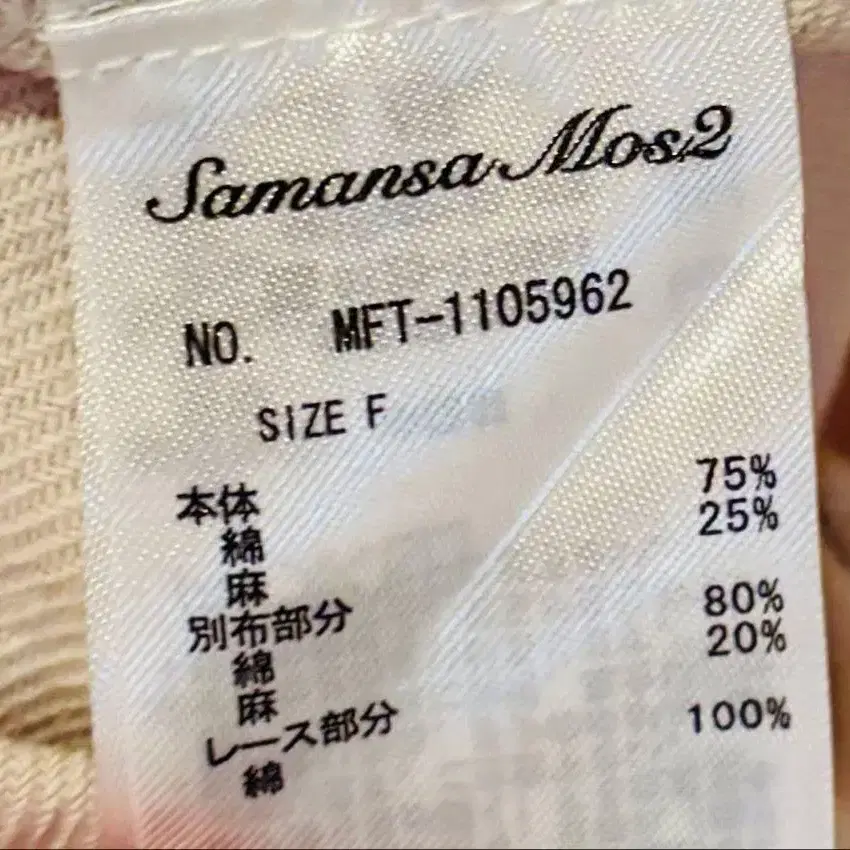 Samansa Mos2
NO. MFT-1105962
SIZE F
本体
綿 75%
麻 25%
別布部分
綿 80%
麻 20%
レース部分
綿 100%